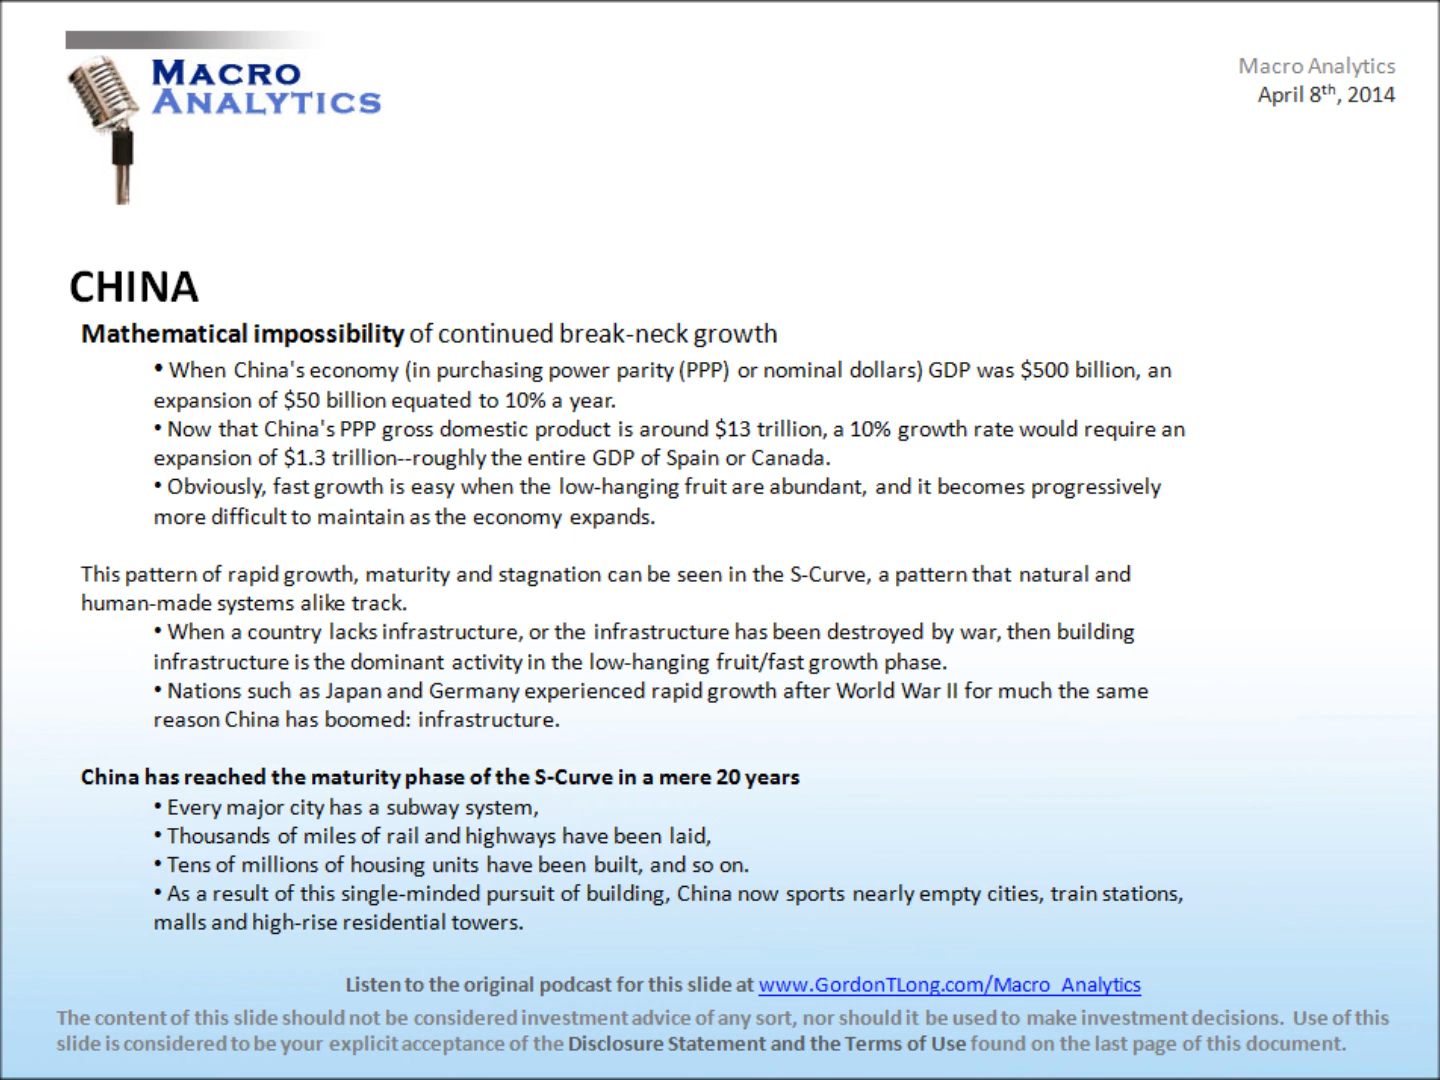 MACRO
ANALYTICS
Macro Analytics
April 8th, 2014
CHINA
Mathematical impossibility of continued break-neck growth
• When China's economy (in purchasing power parity (PPP) or nominal dollars) GDP was $500 billion, an
expansion of $50 billion equated to 10% a year.
• Now that China's PPP gross domestic product is around $13 trillion, a 10% growth rate would require an
expansion of $1.3 trillion--roughly the entire GDP of Spain or Canada.
• Obviously, fast growth is easy when the low-hanging fruit are abundant, and it becomes progressively
more difficult to maintain as the economy expands.
This pattern of rapid growth, maturity and stagnation can be seen in the S-Curve, a pattern that natural and
human-made systems alike track.
• When a country lacks infrastructure, or the infrastructure has been destroyed by war, then building
infrastructure is the dominant activity in the low-hanging fruit/fast growth phase.
• Nations such as Japan and Germany experienced rapid growth after World War II for much the same
reason China has boomed: infrastructure.
China has reached the maturity phase of the S-Curve in a mere 20 years
• Every major city has a subway system,
• Thousands of miles of rail and highways have been laid,
• Tens of millions of housing units have been built, and so on.
• As a result of this single-minded pursuit of building, China now sports nearly empty cities, train stations,
malls and high-rise residential towers.
Listen to the original podcast for this slide at www.GordonTLong.com/Macro_Analytics
The content of this slide should not be considered investment advice of any sort, nor should it be used to make investment decisions. Use of this
slide is considered to be your explicit acceptance of the Disclosure Statement and the Terms of Use found on the last page of this document.